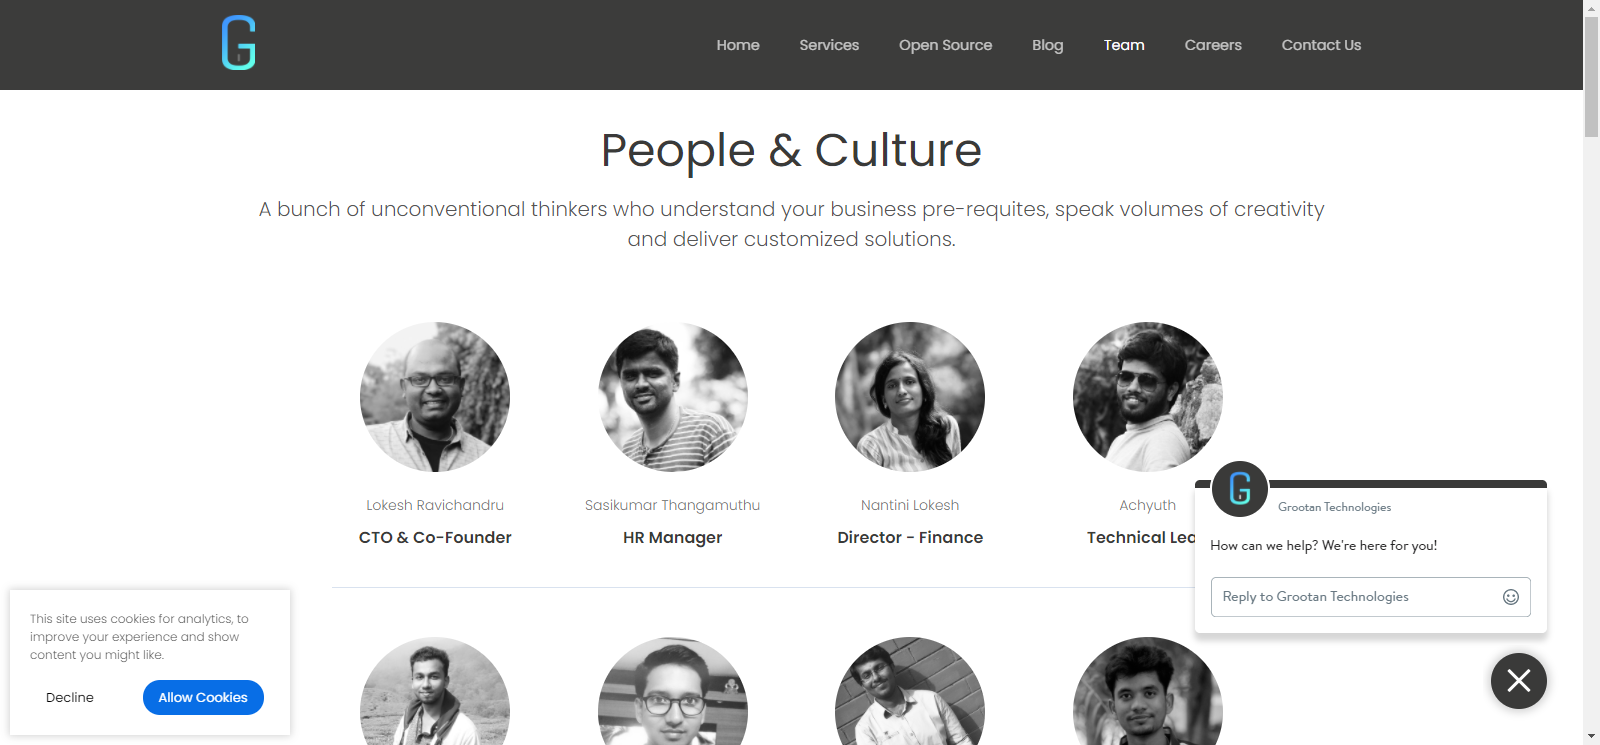 G
Home Services Open Source Blog Team Careers Contact Us
People & Culture
A bunch of unconventional thinkers who understand your business pre-requites, speak volumes of creativity
and deliver customized solutions.
Lokesh Ravichandru
CTO & Co-Founder
Sasikumar Thangamuthu
HR Manager
Nantini Lokesh
Director - Finance
Achyuth
Technical Lea
G
Grootan Technologies
How can we help? We're here for you!
Reply to Grootan Technologies
This site uses cookies for analytics, to
improve your experience and show
content you might like.
Decline Allow Cookies